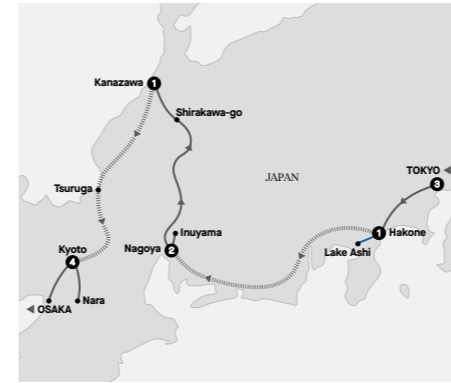 Kanazawa 1
Shirakawa-go
JAPAN
TOKYO
3
Tsuruga
Inuyama
1 Hakone
Kyoto
4
Nagoya 2
Lake Ashi
Nara
OSAKA